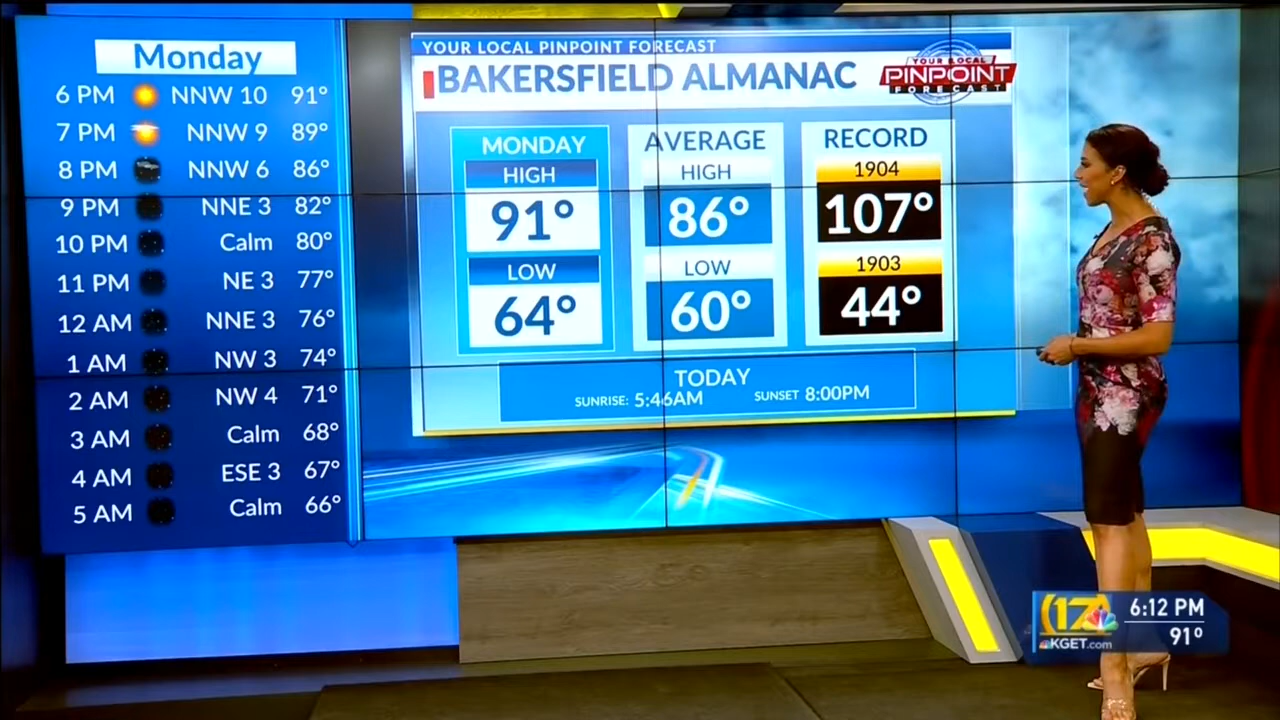 Monday
6 PM NNW 10 91°
7 PM NNW 9 89°
8 PM NNW 6 86°
9 PM NNE 3 82°
10 PM Calm 80°
11 PM NE 3 77°
12 AM NNE 3 76°
1 AM NW 3 74°
2 AM NW 4 71°
3 AM Calm 68°
4 AM ESE 3 67°
5 AM Calm 66°
YOUR LOCAL PINPOINT FORECAST
BAKERSFIELD ALMANAC
YOUR LOCAL
PINPOINT
FORECAST
MONDAY
HIGH
91°
LOW
64°
AVERAGE
HIGH
86°
LOW
60°
RECORD
1904
107°
1903
44°
TODAY
SUNRISE: 5:46AM SUNSET 8:00PM
17
KGET.com
6:12 PM
91°